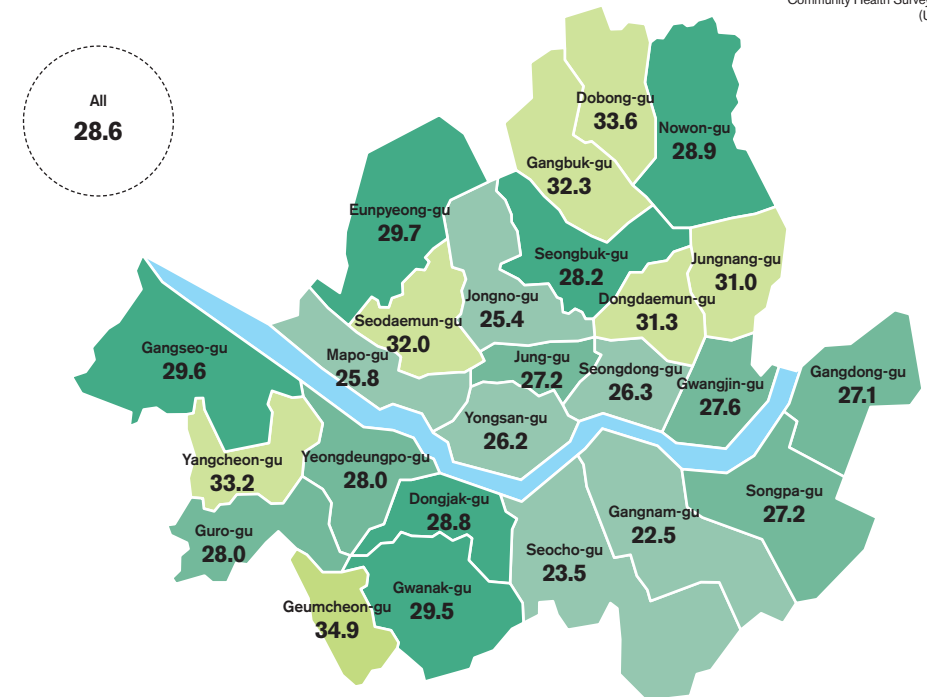 Community Health Survey
(U
All
28.6
Dobong-gu
33.6
Nowon-gu
28.9
Gangbuk-gu
32.3
Eunpyeong-gu
29.7
Seongbuk-gu
28.2
Jungnang-gu
31.0
Jongno-gu
25.4
Dongdaemun-gu
31.3
Seodaemun-gu
32.0
Gangseo-gu
29.6
Mapo-gu
25.8
Jung-gu
27.2
Seongdong-gu
26.3
Gwangjin-gu
27.6
Gangdong-gu
27.1
Yongsan-gu
26.2
Yangcheon-gu
33.2
Yeongdeungpo-gu
28.0
Dongjak-gu
28.8
Songpa-gu
27.2
Gangnam-gu
22.5
Guro-gu
28.0
Seocho-gu
23.5
Gwanak-gu
29.5
Geumcheon-gu
34.9